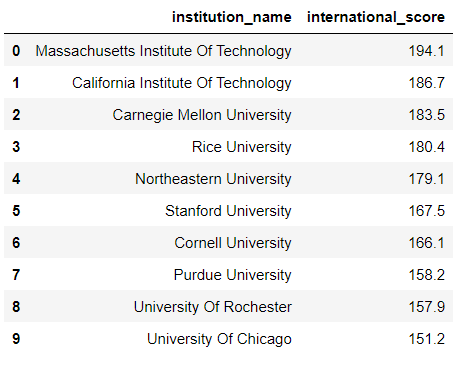 institution_name international_score
0 Massachusetts Institute Of Technology 194.1
1 California Institute Of Technology 186.7
2 Carnegie Mellon University 183.5
3 Rice University 180.4
4 Northeastern University 179.1
5 Stanford University 167.5
6 Cornell University 166.1
7 Purdue University 158.2
8 University Of Rochester 157.9
9 University Of Chicago 151.2